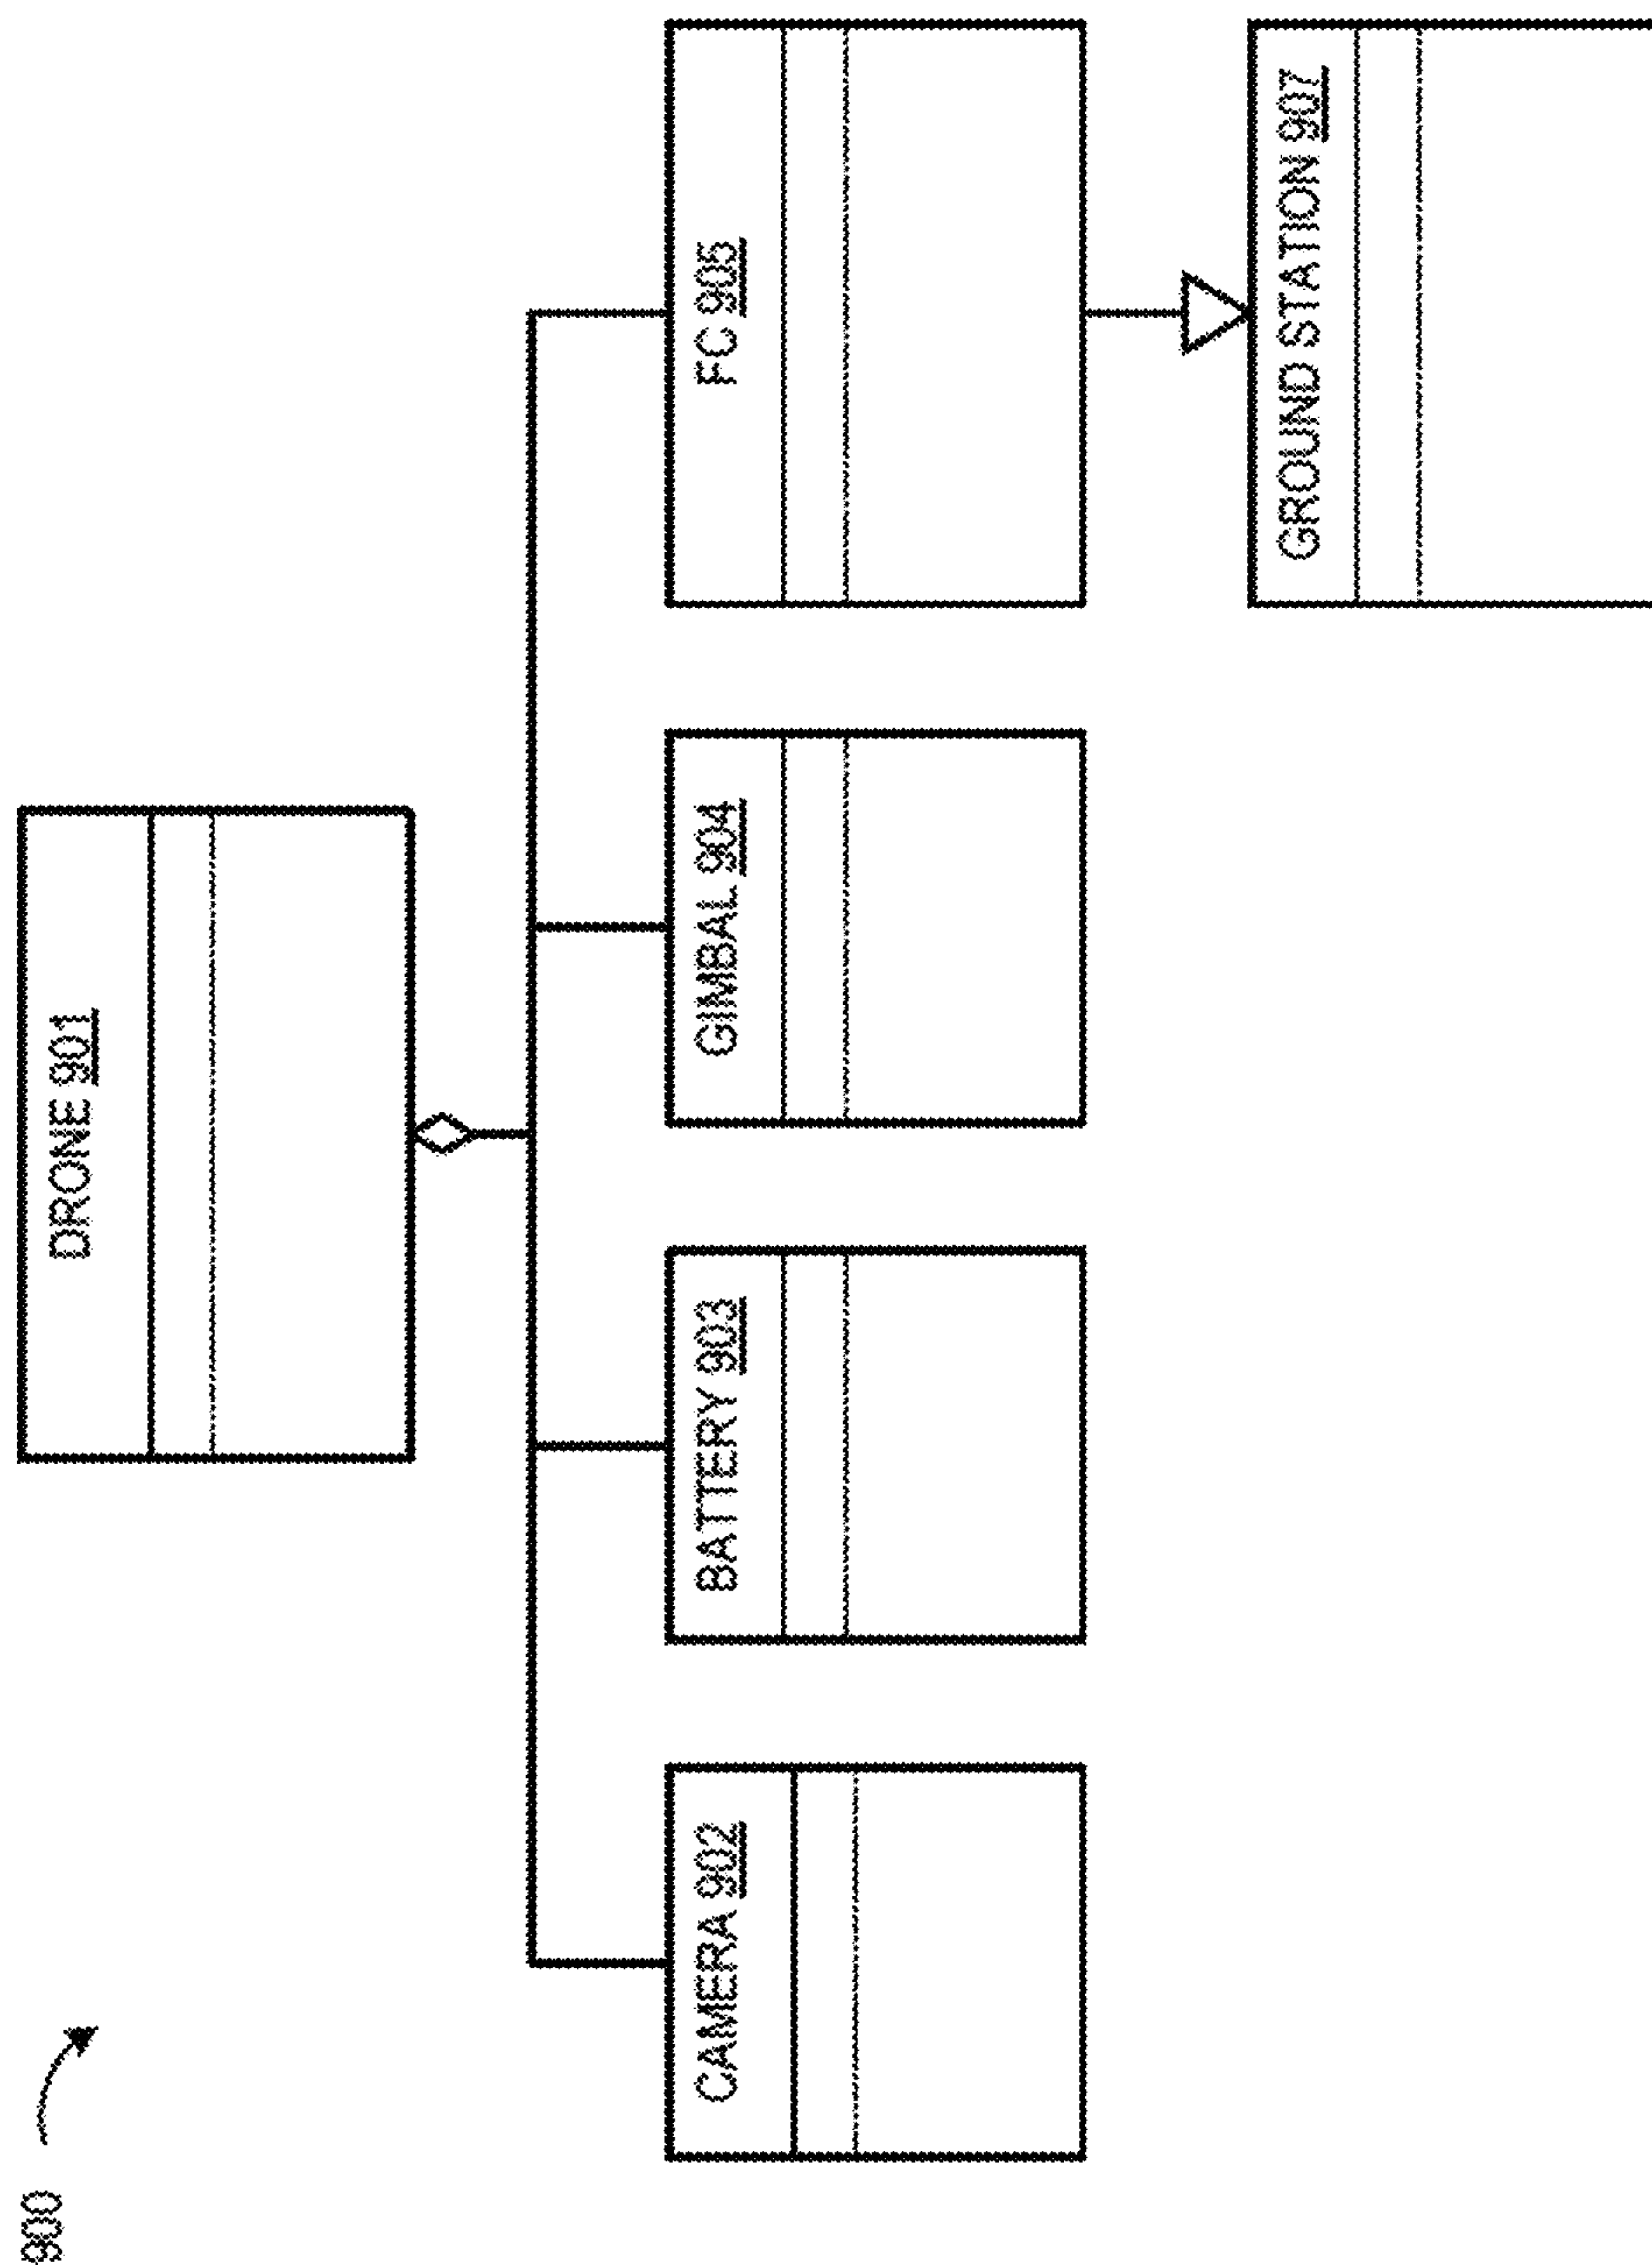 900
DRONE 901
CAMERA 902
BATTERY 903
GIMBAL 904
FC 905
GROUND STATION 907